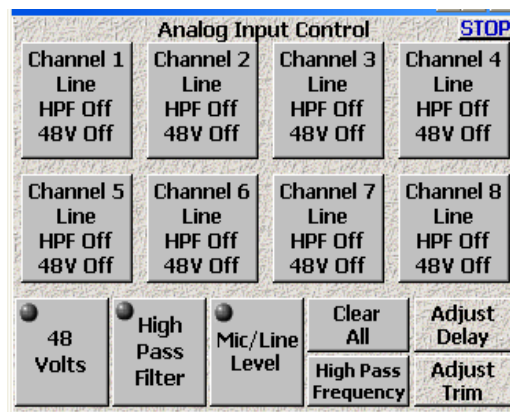 Analog Input Control
STOP
Channel 1
Line
HPF Off
48V Off
Channel 2
Line
HPF Off
48V Off
Channel 3
Line
HPF Off
48V Off
Channel 4
Line
HPF Off
48V Off
Channel 5
Line
HPF Off
48V Off
Channel 6
Line
HPF Off
48V Off
Channel 7
Line
HPF Off
48V Off
Channel 8
Line
HPF Off
48V Off
48
Volts
High
Pass
Filter
Mic/Line
Level
Clear
All
High Pass
Frequency
Adjust
Delay
Adjust
Trim